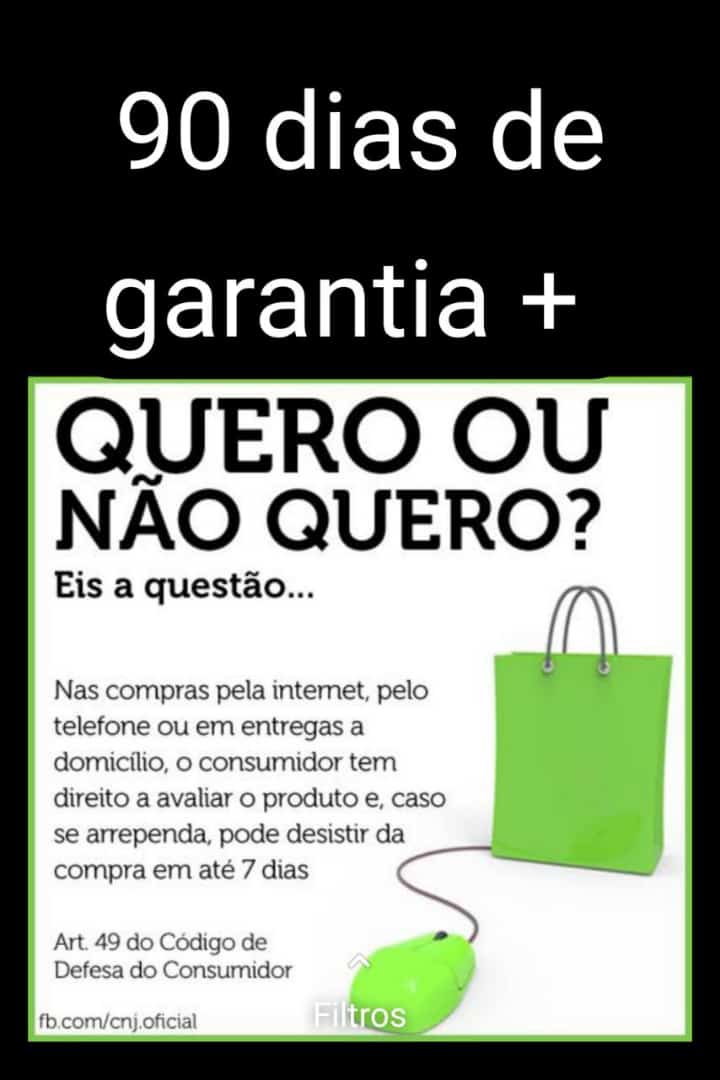 90 dias de
garantia +
QUERO OU
NÃO QUERO?
Eis a questão...
Nas compras pela internet, pelo
telefone ou em entregas a
domicílio, o consumidor tem
direito a avaliar o produto e, caso
se arrependa, pode desistir da
compra em até 7 dias
Art. 49 do Código de
Defesa do Consumidor
fb.com/cnj.oficial
Filtros